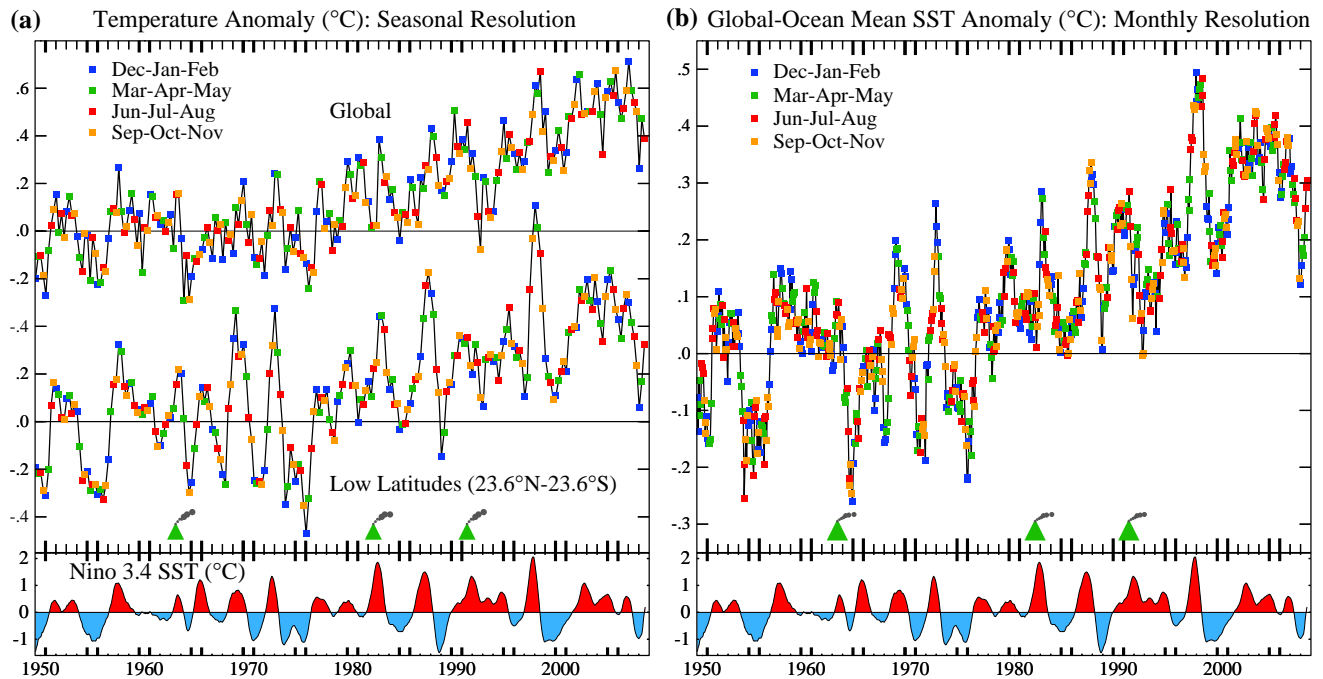 (a) Temperature Anomaly (°C): Seasonal Resolution
Dec-Jan-Feb
Mar-Apr-May
Jun-Jul-Aug
Sep-Oct-Nov
Global
.6
.4
.2
.0
-.2
-.4
.0
.2
-.2
-.4
Low Latitudes (23.6°N-23.6°S)
Nino 3.4 SST (°C)
2
1
0
-1
1950 1960 1970 1980 1990 2000
(b) Global-Ocean Mean SST Anomaly (°C): Monthly Resolution
Dec-Jan-Feb
Mar-Apr-May
Jun-Jul-Aug
Sep-Oct-Nov
.5
.4
.3
.2
.1
.0
-.1
-.2
-.3
2
1
0
-1
1950 1960 1970 1980 1990 2000